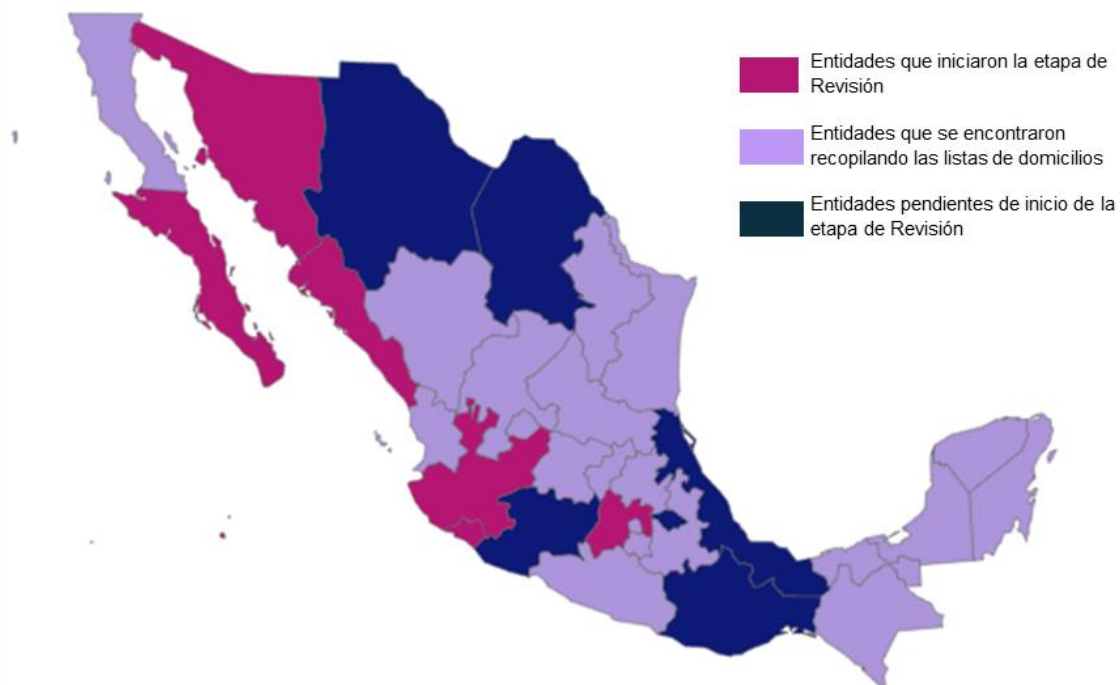 Entidades que iniciaron la etapa de
Revisión
Entidades que se encontraron
recopilando las listas de domicilios
Entidades pendientes de inicio de la
etapa de Revisión